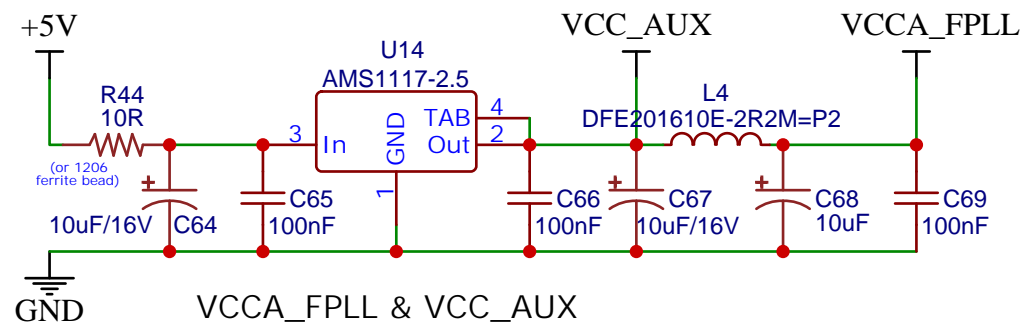 +5V
VCC_AUX
VCCA_FPLL
U14
AMS1117-2.5
R44
10R
L4
DFE201610E-2R2M=P2
(or 1206
ferrite bead)
3
In
GND
1
TAB
Out
4
2
+
10uF/16V
C64
C65
100nF
C66
100nF
+
C67
10uF/16V
+
C68
10uF
C69
100nF
GND
VCCA_FPLL & VCC_AUX